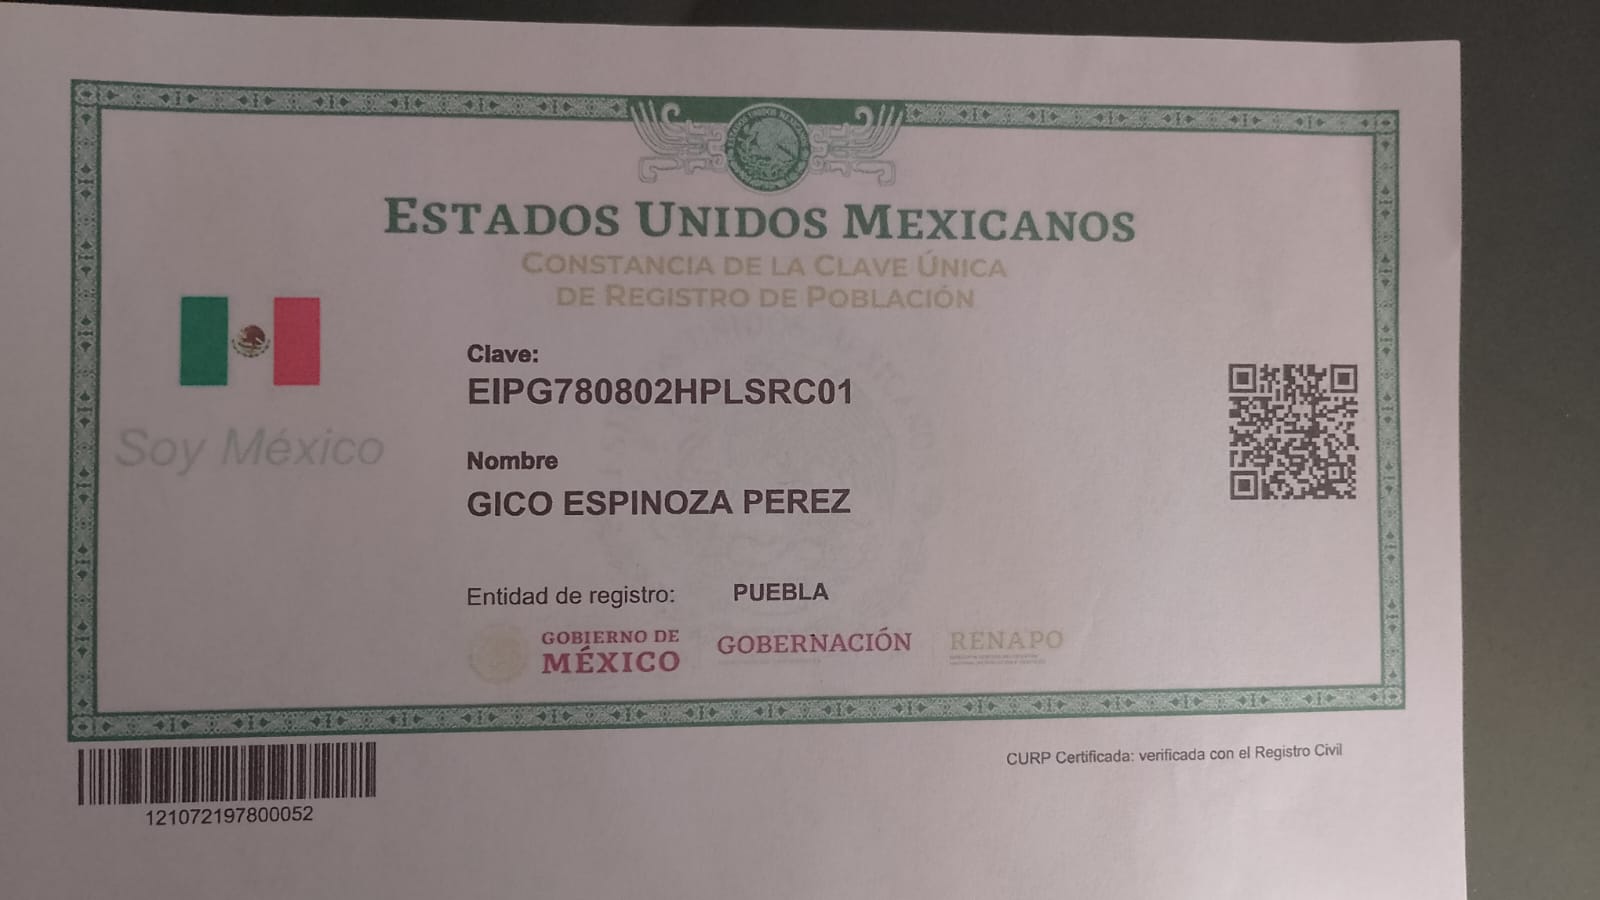 ESTADOS UNIDOS MEXICANOS
CONSTANCIA DE LA CLAVE ÚNICA
DE REGISTRO DE POBLACIÓN
Soy México
Clave:
EIPG780802HPLSRC01
Nombre
GICO ESPINOZA PEREZ
Entidad de registro: PUEBLA
GOBIERNO DE
MÉXICO
GOBERNACIÓN
RENAPO
CURP Certificada: verificada con el Registro Civil
121072197800052